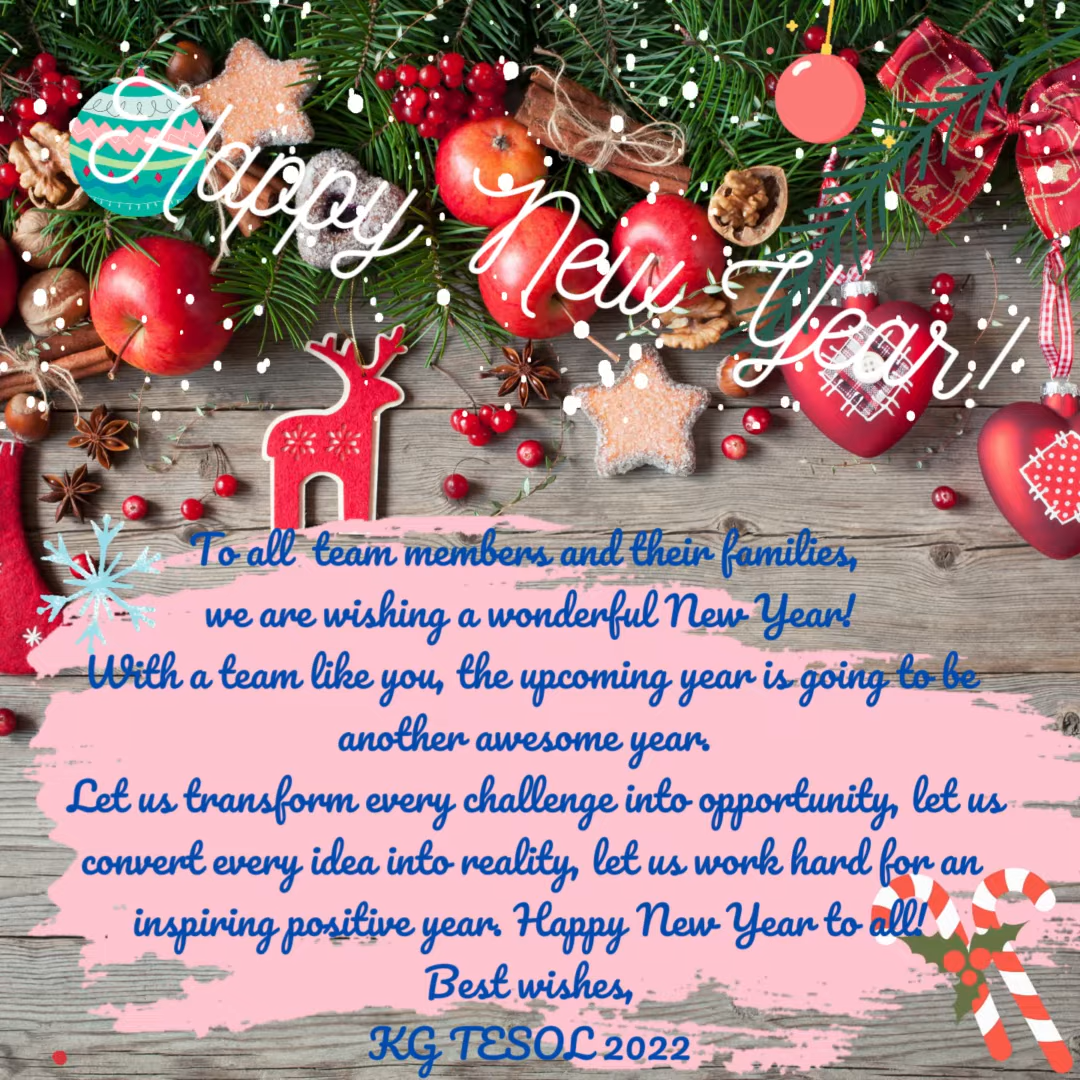 Happy New Year!
To all team members and their families,
we are wishing a wonderful New Year!
With a team like you, the upcoming year is going to be
another awesome year.
Let us transform every challenge into opportunity, let us
convert every idea into reality, let us work hard for an
inspiring positive year. Happy New Year to all!
Best wishes,
KG TESOL 2022